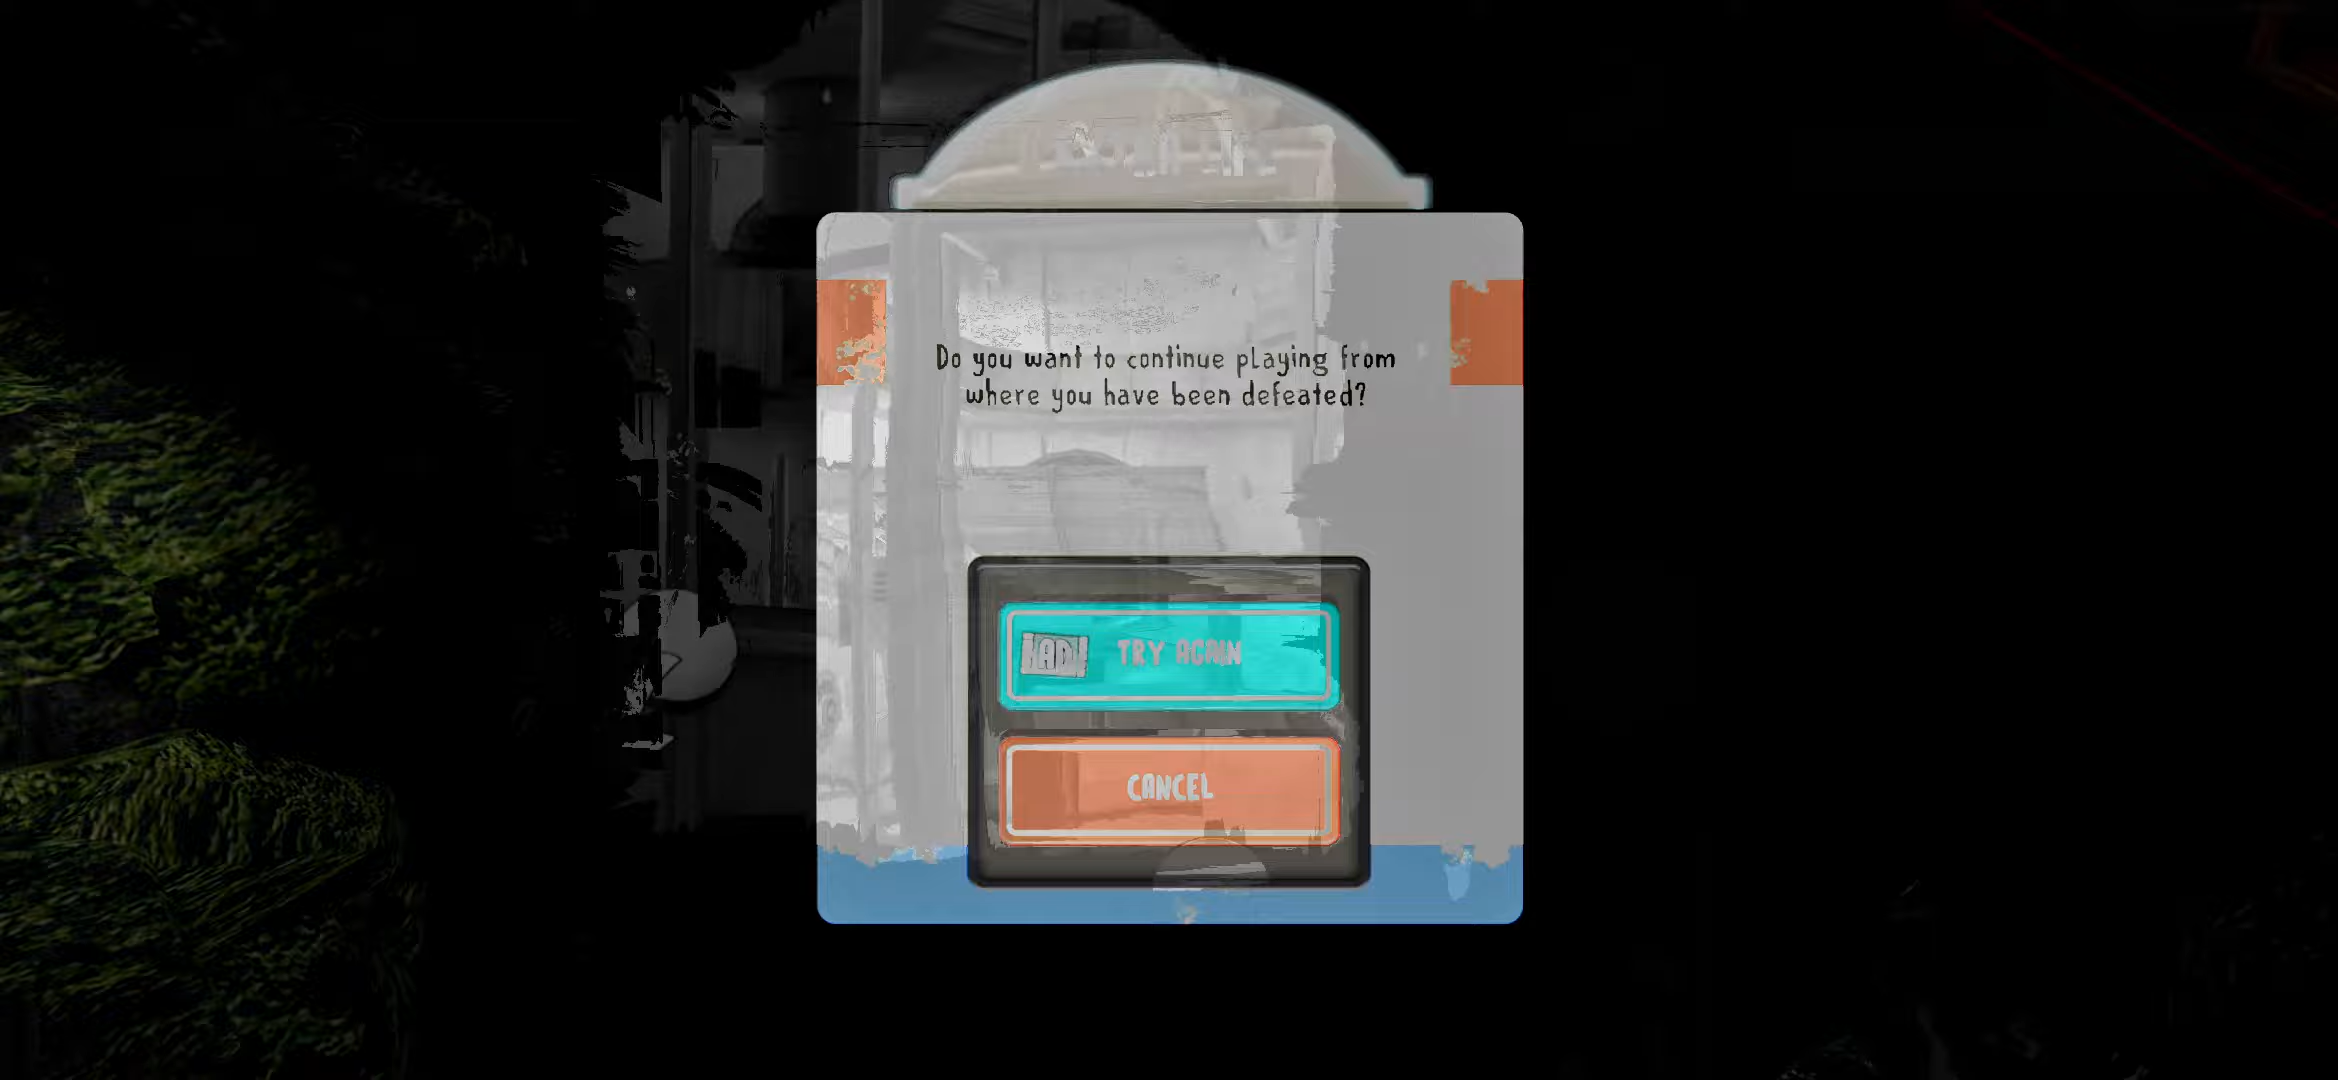 Do you want to continue playing from
where you have been defeated?
AD
TRY AGAIN
CANCEL